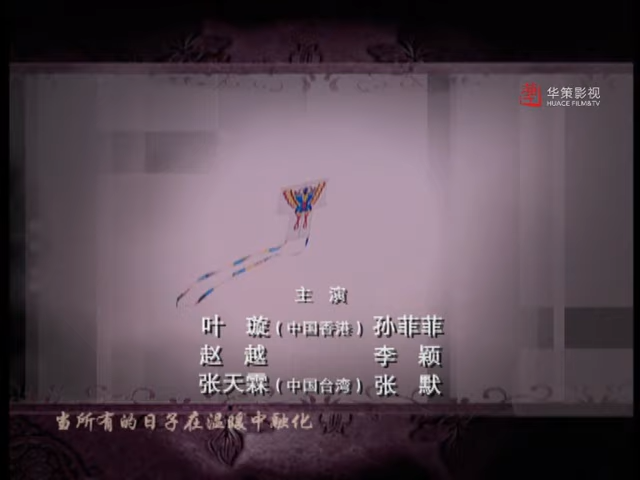 华策影视
HUACE FILM&TV
主 演
叶 璇(中国香港) 孙菲菲
赵 越 李 颖
张天霖(中国台湾) 张 默
当所有的日子在温暖中融化